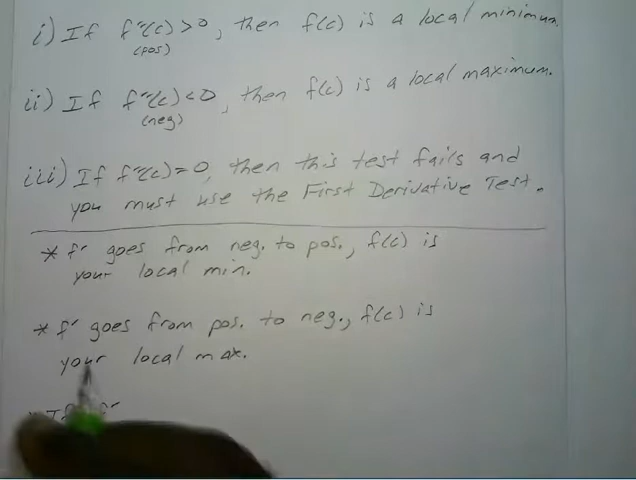 i) If f"(c) > 0, then f(c) is a local minimum.
(pos)
ii) If f"(c) < 0, then f(c) is a local maximum.
(neg)
iii) If f"(c) = 0, then this test fails and
you must use the First Derivative Test.
* f' goes from neg. to pos., f(c) is
your local min.
* f' goes from pos. to neg., f(c) is
your local max.
* If f'